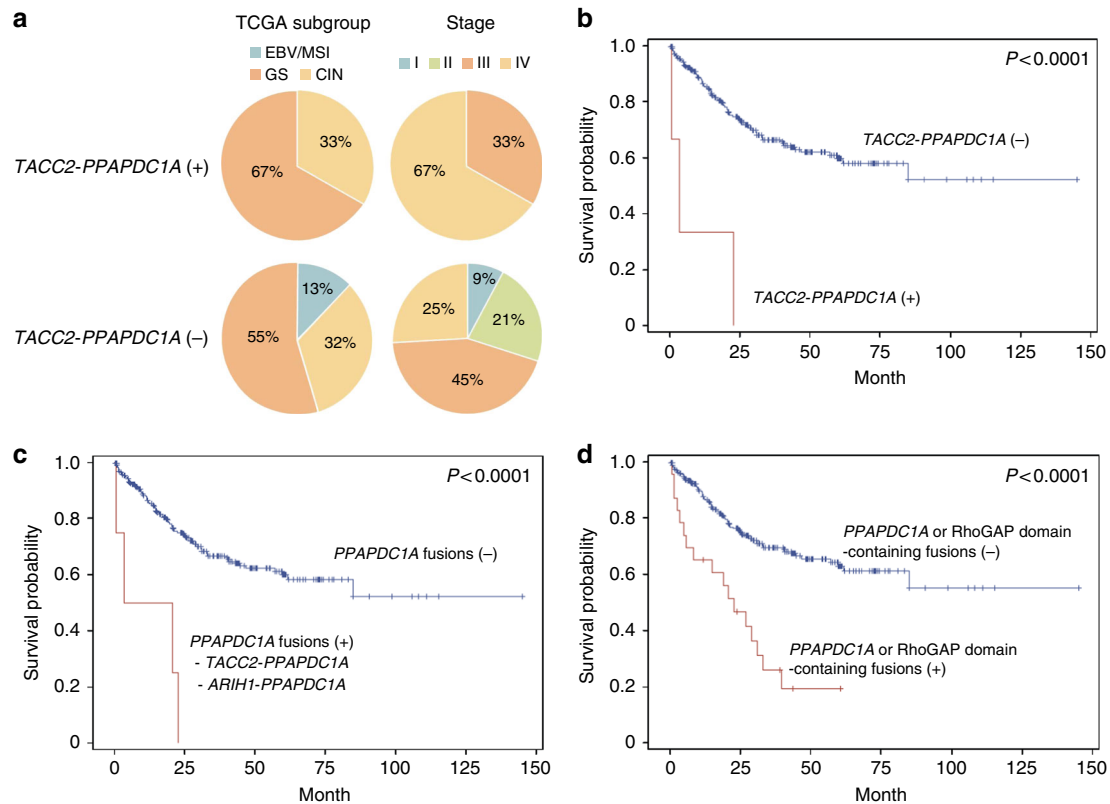 a
TCGA subgroup
EBV/MSI
GS CIN
Stage
I II III IV
TACC2-PPAPDC1A (+)
33%
67%
33%
67%
TACC2-PPAPDC1A (–)
13%
55%
32%
9%
25%
21%
45%
b
P<0.0001
Survival probability
1.0
0.8
0.6
0.4
0.2
0
TACC2-PPAPDC1A (–)
TACC2-PPAPDC1A (+)
0 25 50 75 100 125 150
Month
c
P<0.0001
Survival probability
1.0
0.8
0.6
0.4
0.2
0
PPAPDC1A fusions (–)
PPAPDC1A fusions (+)
- TACC2-PPAPDC1A
- ARIH1-PPAPDC1A
0 25 50 75 100 125 150
Month
d
P<0.0001
Survival probability
1.0
0.8
0.6
0.4
0.2
0
PPAPDC1A or RhoGAP domain
-containing fusions (–)
PPAPDC1A or RhoGAP domain
-containing fusions (+)
0 25 50 75 100 125 150
Month